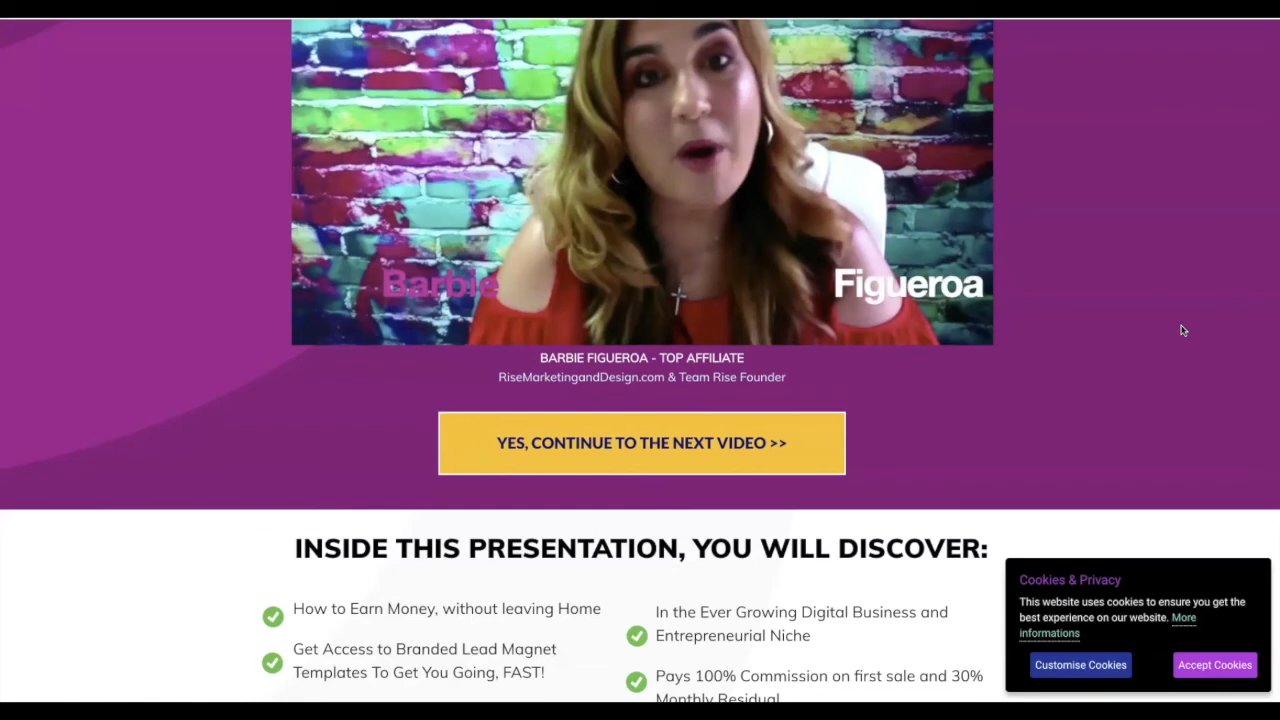 Barbie Figueroa
BARBIE FIGUEROA - TOP AFFILIATE
RiseMarketingandDesign.com & Team Rise Founder
YES, CONTINUE TO THE NEXT VIDEO >>
INSIDE THIS PRESENTATION, YOU WILL DISCOVER:
How to Earn Money, without leaving Home
Get Access to Branded Lead Magnet
Templates To Get You Going, FAST!
In the Ever Growing Digital Business and
Entrepreneurial Niche
Pays 100% Commission on first sale and 30%
Monthly Residual
Cookies & Privacy
This website uses cookies to ensure you get the
best experience on our website. More
informations
Customise Cookies
Accept Cookies